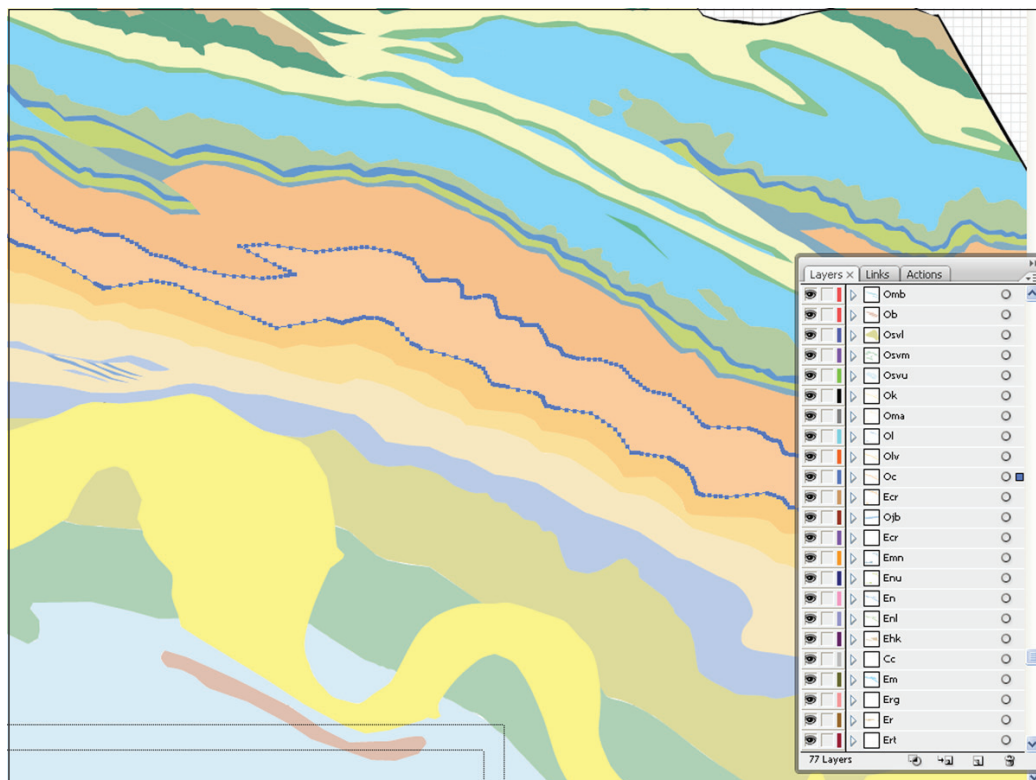 Layers × Links Actions
Omb
Ob
Osvl
Osvm
Osvu
Ok
Oma
Ol
Olv
Oc
Ecr
Ojb
Ecr
Emn
Enu
En
Enl
Ehk
Cc
Em
Erg
Er
Ert
77 Layers